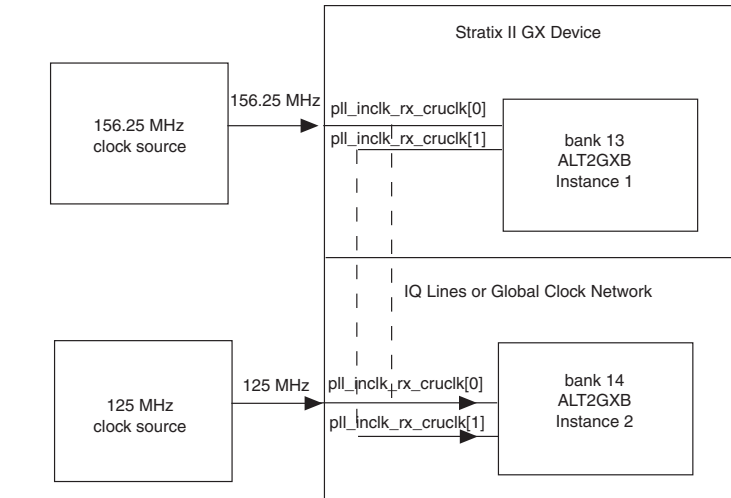 Stratix II GX Device
156.25 MHz
clock source
156.25 MHz
pll_inclk_rx_cruclk[0]
pll_inclk_rx_cruclk[1]
bank 13
ALT2GXB
Instance 1
IQ Lines or Global Clock Network
125 MHz
clock source
125 MHz
pll_inclk_rx_cruclk[0]
pll_inclk_rx_cruclk[1]
bank 14
ALT2GXB
Instance 2